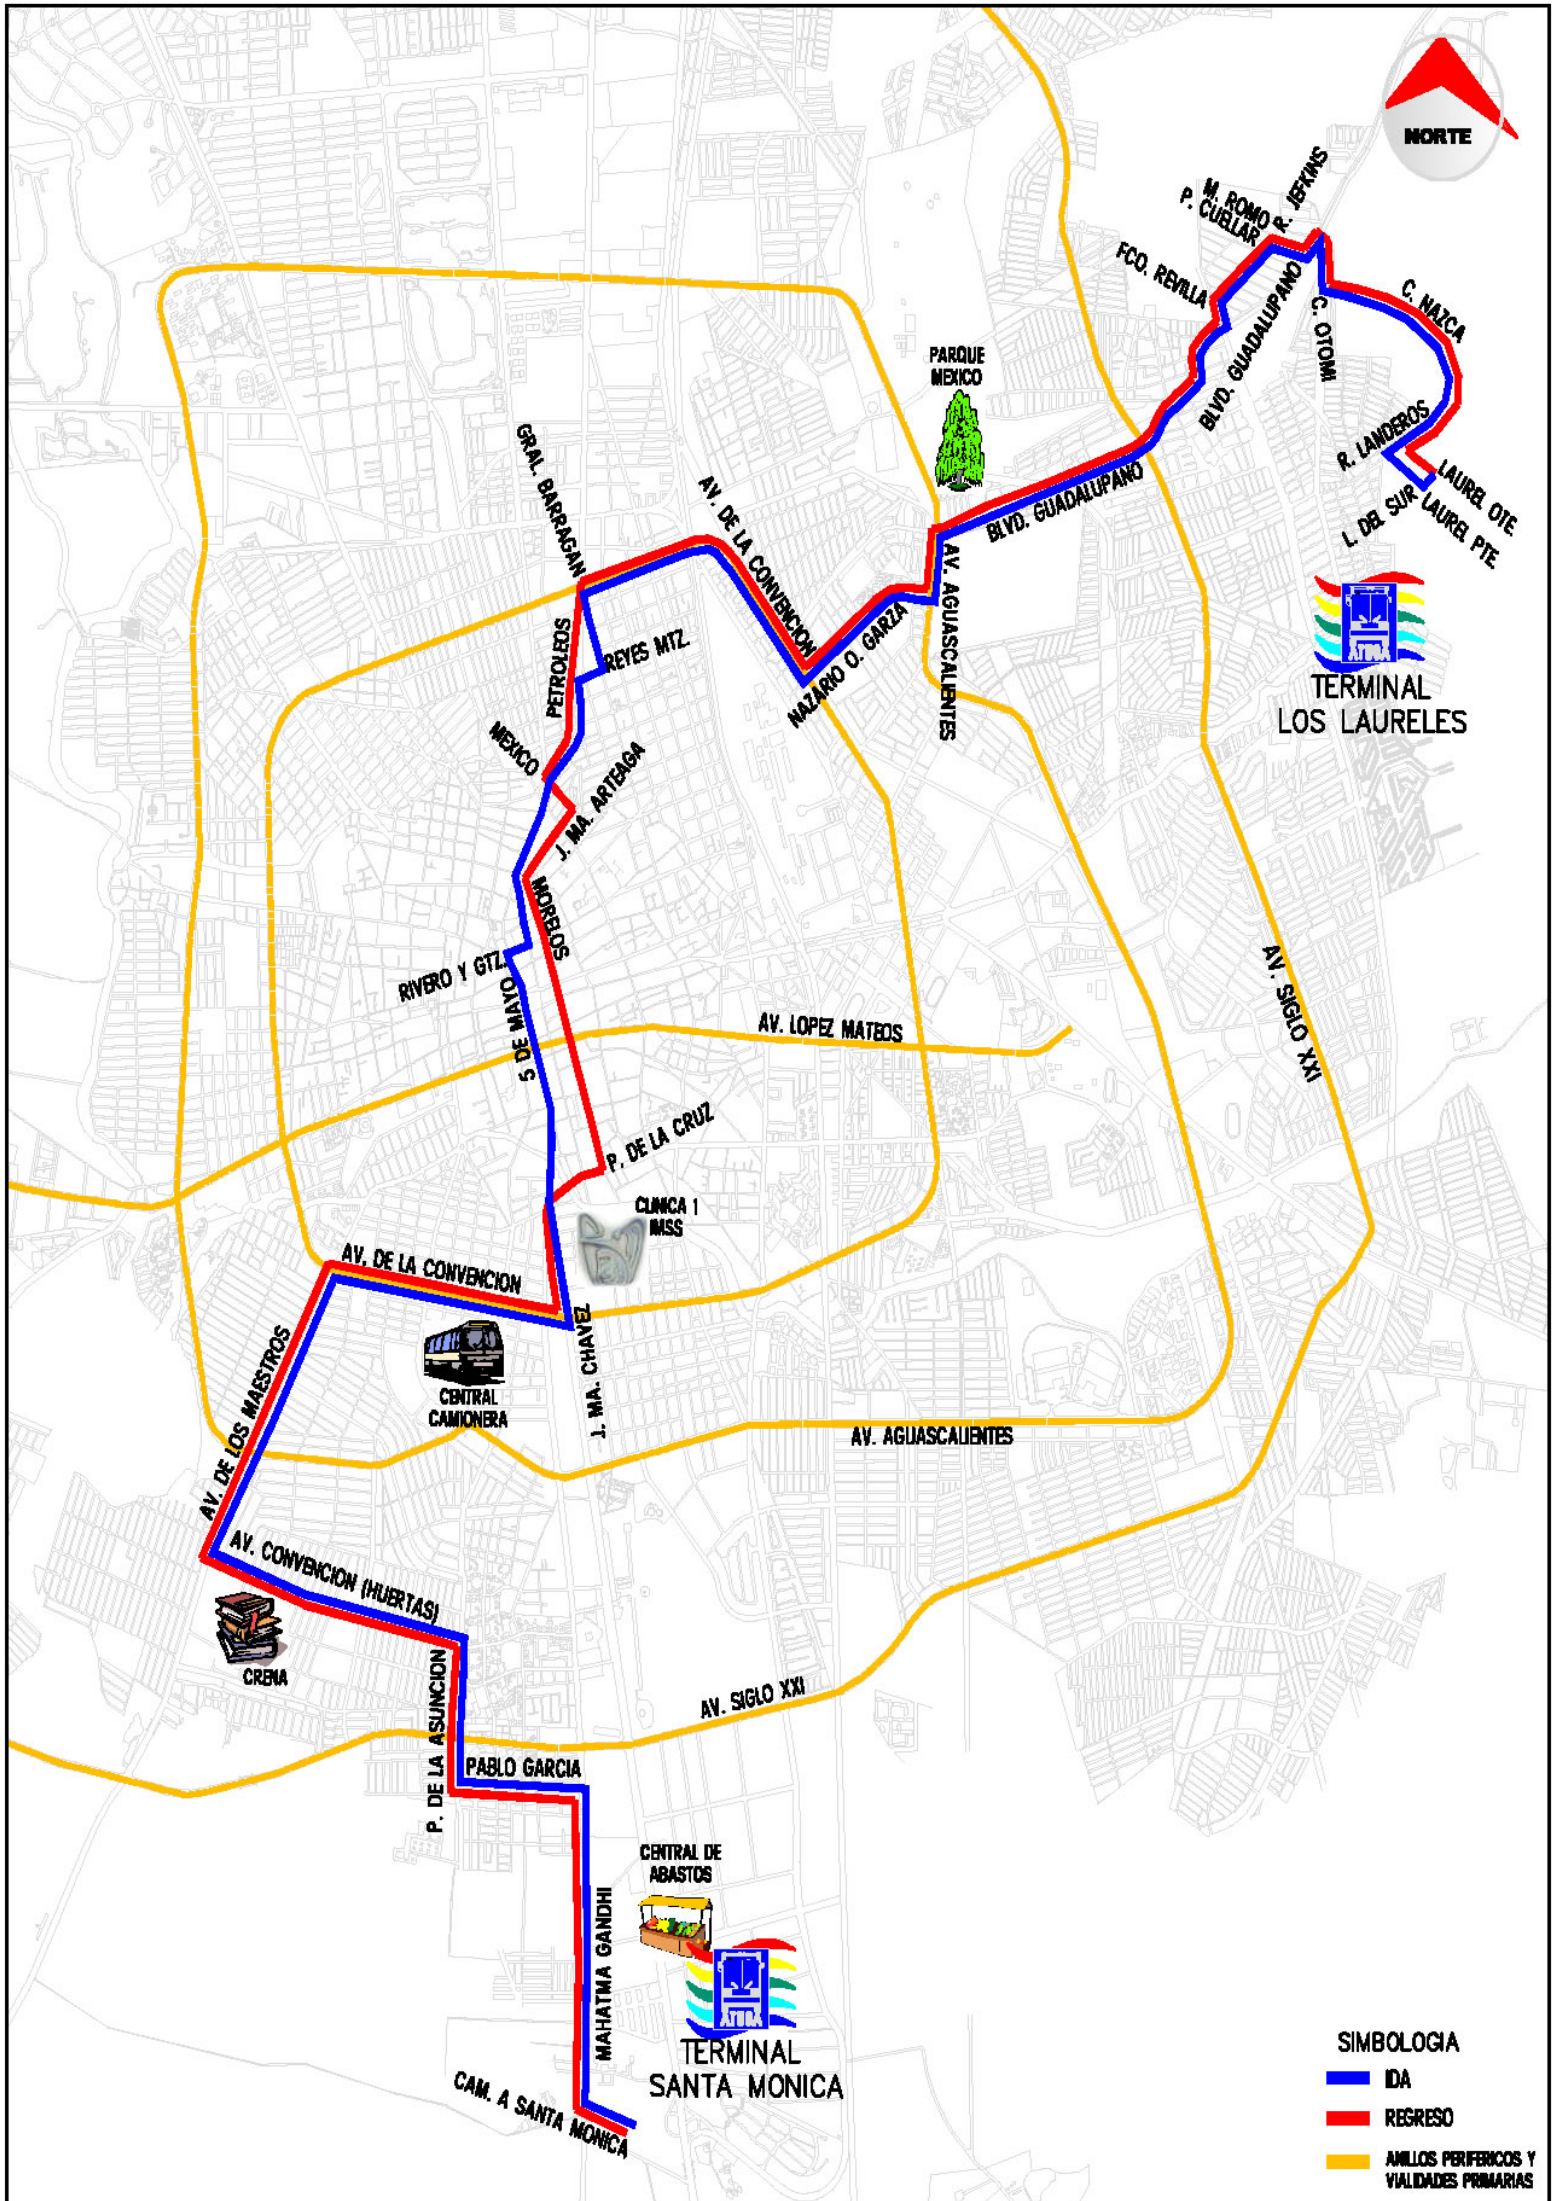 NORTE
R. JEFKINS
M. ROMO
P. CUELLAR
FCO. REVILLA
BLVD. GUADALUPANO
C. OTOMI
C. NAZCA
PARQUE
MEXICO
R. LANDEROS
LAUREL OTE.
LAUREL PTE.
L. DEL SUR
GRAL. BARRAGAN
AV. DE LA CONVENCION
BLVD. GUADALUPANO
AV. AGUASCALIENTES
NAZARIO O. GARZA
PETROLEOS
REYES MTZ.
ATUSA
TERMINAL
LOS LAURELES
MEXICO
J. MA. ARTEAGA
MORELOS
RIVERO Y GTZ.
5 DE MAYO
AV. LOPEZ MATEOS
AV. SIGLO XXI
P. DE LA CRUZ
CLINICA 1
IMSS
AV. DE LA CONVENCION
J. MA. CHAVEZ
CENTRAL
CAMIONERA
AV. DE LOS MAESTROS
AV. AGUASCALIENTES
AV. CONVENCION (HUERTAS)
CRENA
P. DE LA ASUNCION
AV. SIGLO XXI
PABLO GARCIA
CENTRAL DE
ABASTOS
MAHATMA GANDHI
ATUSA
TERMINAL
SANTA MONICA
CAM. A SANTA MONICA
SIMBOLOGIA
IDA
REGRESO
ANILLOS PERIFERICOS Y
VIALIDADES PRIMARIAS